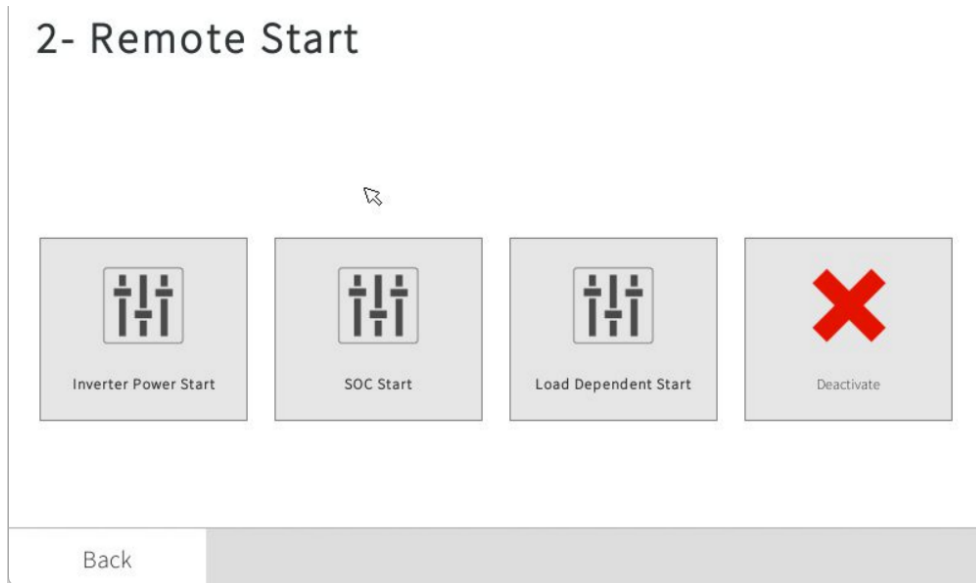 2- Remote Start
Inverter Power Start
SOC Start
Load Dependent Start
Deactivate
Back